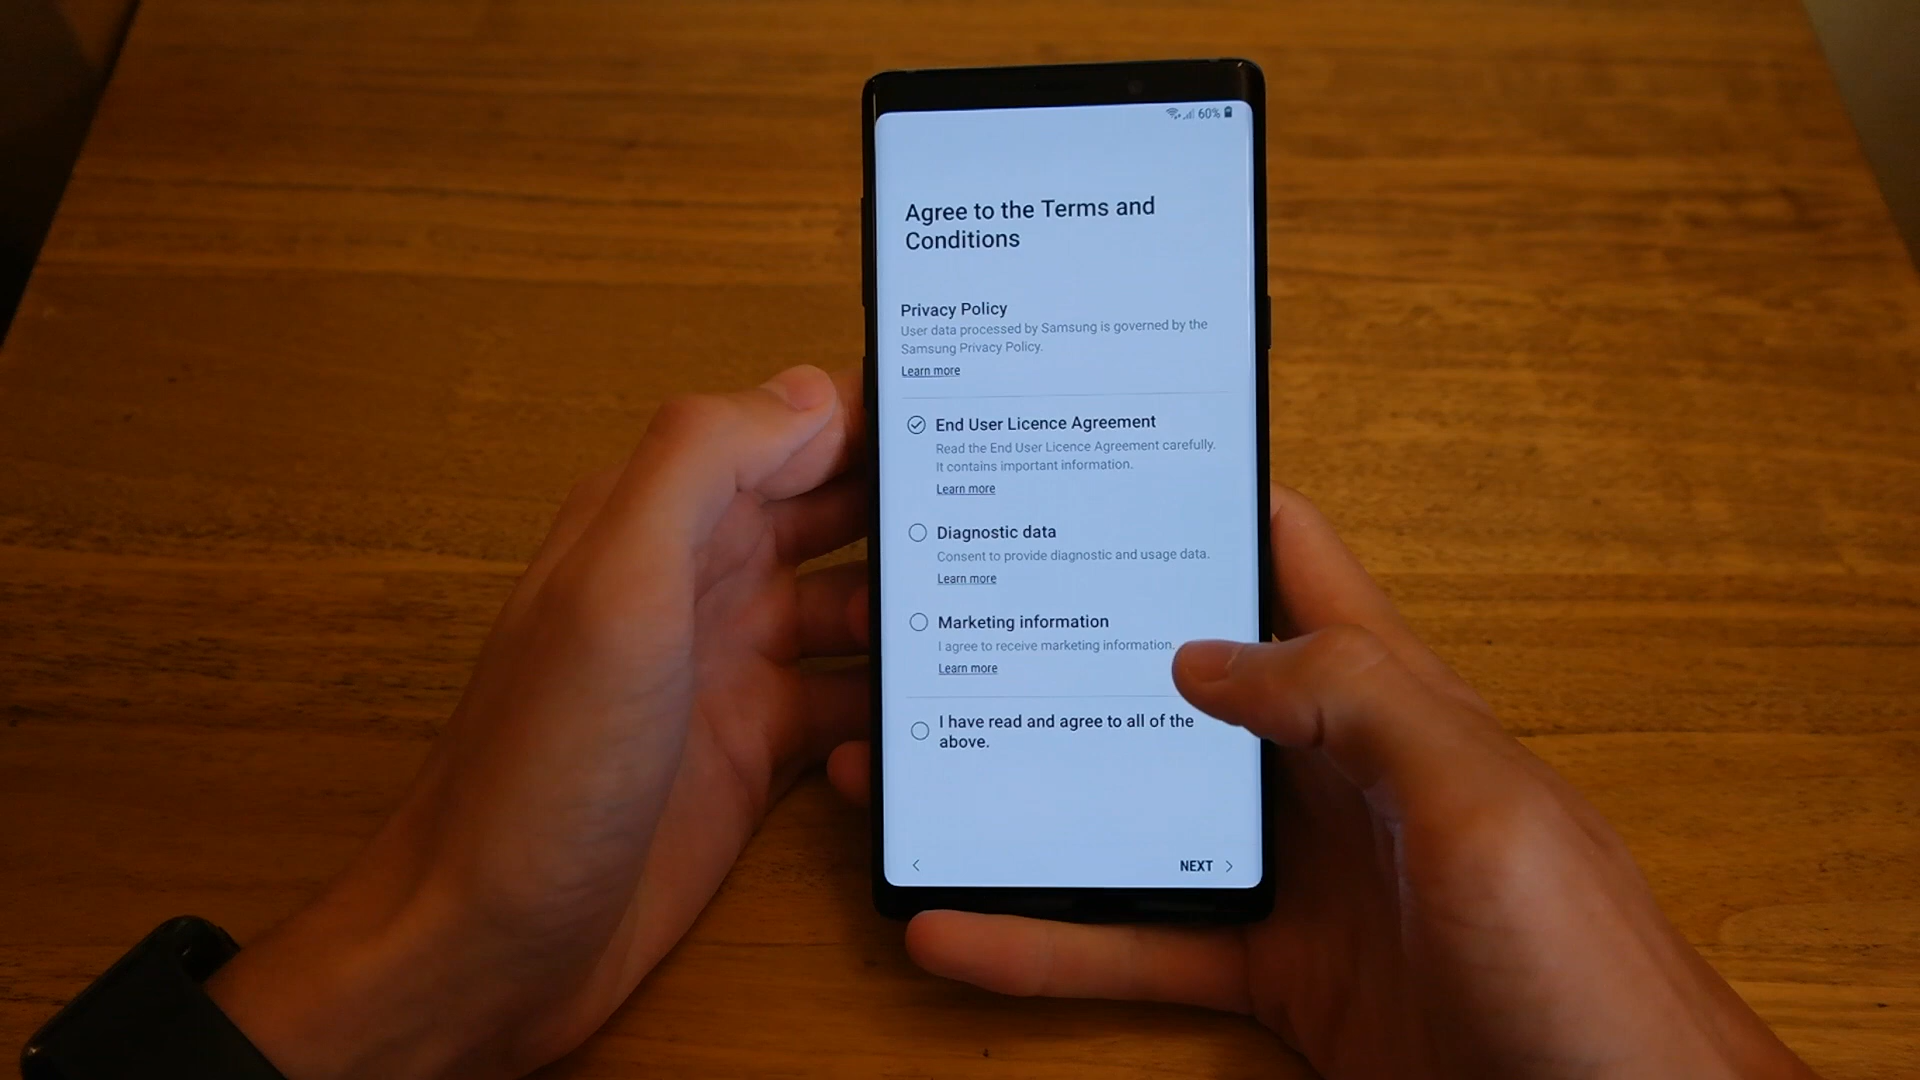 60%
Agree to the Terms and
Conditions
Privacy Policy
User data processed by Samsung is governed by the
Samsung Privacy Policy.
Learn more
End User Licence Agreement
Read the End User Licence Agreement carefully.
It contains important information.
Learn more
Diagnostic data
Consent to provide diagnostic and usage data.
Learn more
Marketing information
I agree to receive marketing information.
Learn more
I have read and agree to all of the
above.
NEXT